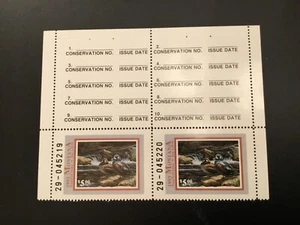 1. 2.
CONSERVATION NO. ISSUE DATE CONSERVATION NO. ISSUE DATE
3. 4.
CONSERVATION NO. ISSUE DATE CONSERVATION NO. ISSUE DATE
5. 6.
CONSERVATION NO. ISSUE DATE CONSERVATION NO. ISSUE DATE
7. 8.
CONSERVATION NO. ISSUE DATE CONSERVATION NO. ISSUE DATE
9. 10.
CONSERVATION NO. ISSUE DATE CONSERVATION NO. ISSUE DATE
29-045219
$5.00
29-045220
$5.00